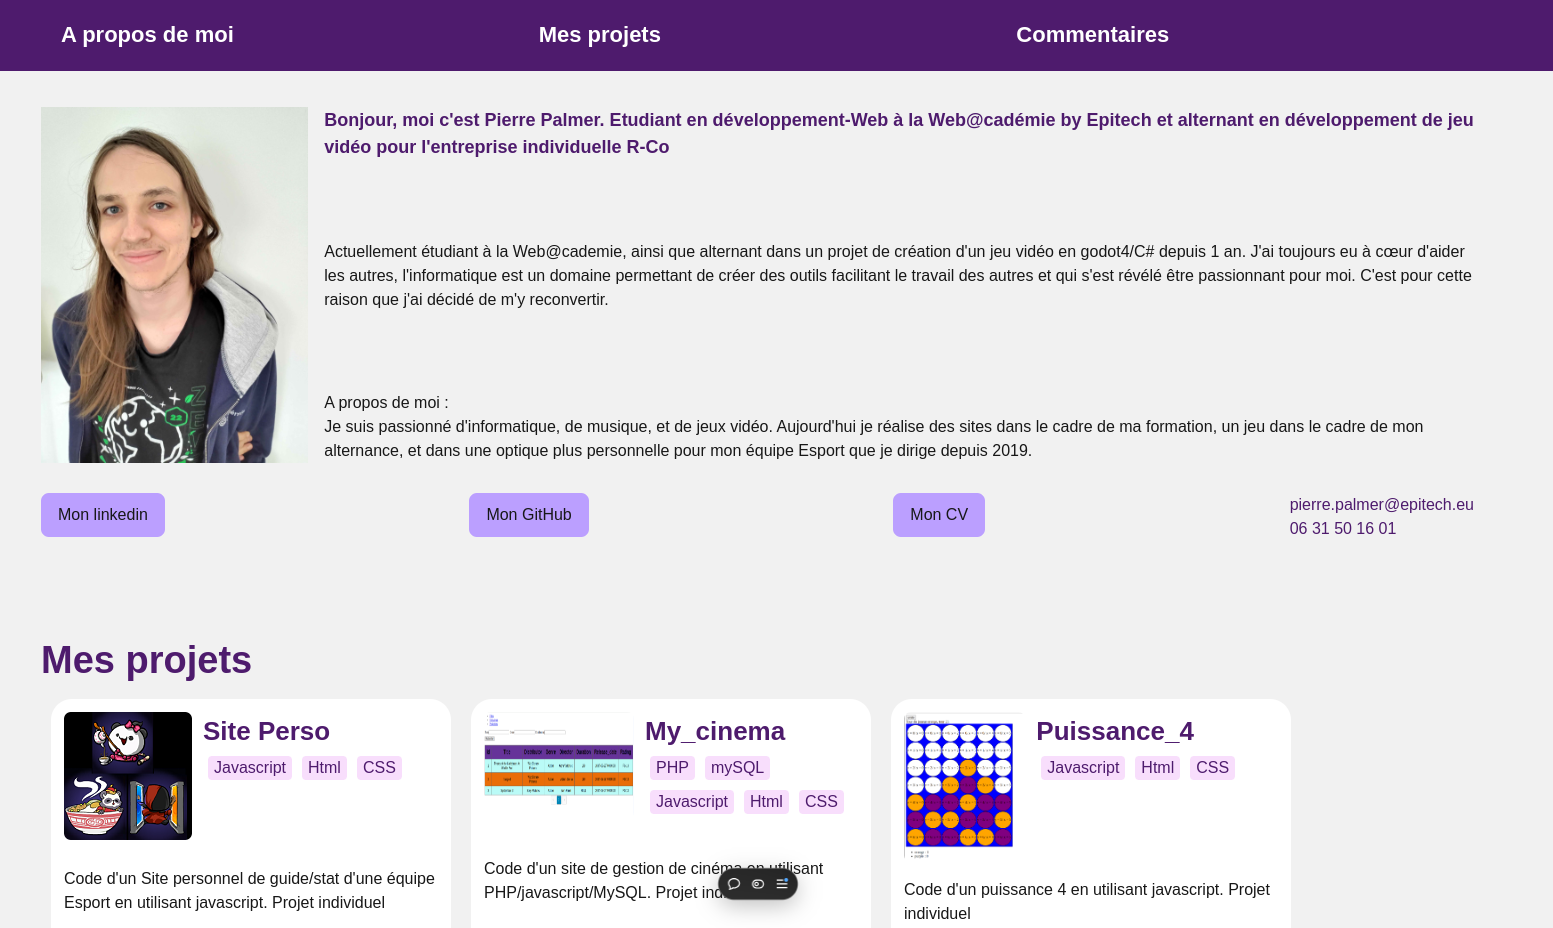 A propos de moi
Mes projets
Commentaires
Bonjour, moi c'est Pierre Palmer. Etudiant en développement-Web à la Web@cadémie by Epitech et alternant en développement de jeu
vidéo pour l'entreprise individuelle R-Co
Actuellement étudiant à la Web@cademie, ainsi que alternant dans un projet de création d'un jeu vidéo en godot4/C# depuis 1 an. J'ai toujours eu à cœur d'aider
les autres, l'informatique est un domaine permettant de créer des outils facilitant le travail des autres et qui s'est révélé être passionnant pour moi. C'est pour cette
raison que j'ai décidé de m'y reconvertir.
22
A propos de moi :
Je suis passionné d'informatique, de musique, et de jeux vidéo. Aujourd'hui je réalise des sites dans le cadre de ma formation, un jeu dans le cadre de mon
alternance, et dans une optique plus personnelle pour mon équipe Esport que je dirige depuis 2019.
Mon linkedin
Mon GitHub
Mon CV
pierre.palmer@epitech.eu
06 31 50 16 01
Mes projets
Site Perso
Javascript Html CSS
Code d'un Site personnel de guide/stat d'une équipe
Esport en utilisant javascript. Projet individuel
My_cinema
PHP mySQL
Javascript Html CSS
Code d'un site de gestion de cinéma en utilisant
PHP/javascript/MySQL. Projet
Puissance_4
Javascript Html CSS
Code d'un puissance 4 en utilisant javascript. Projet
individuel